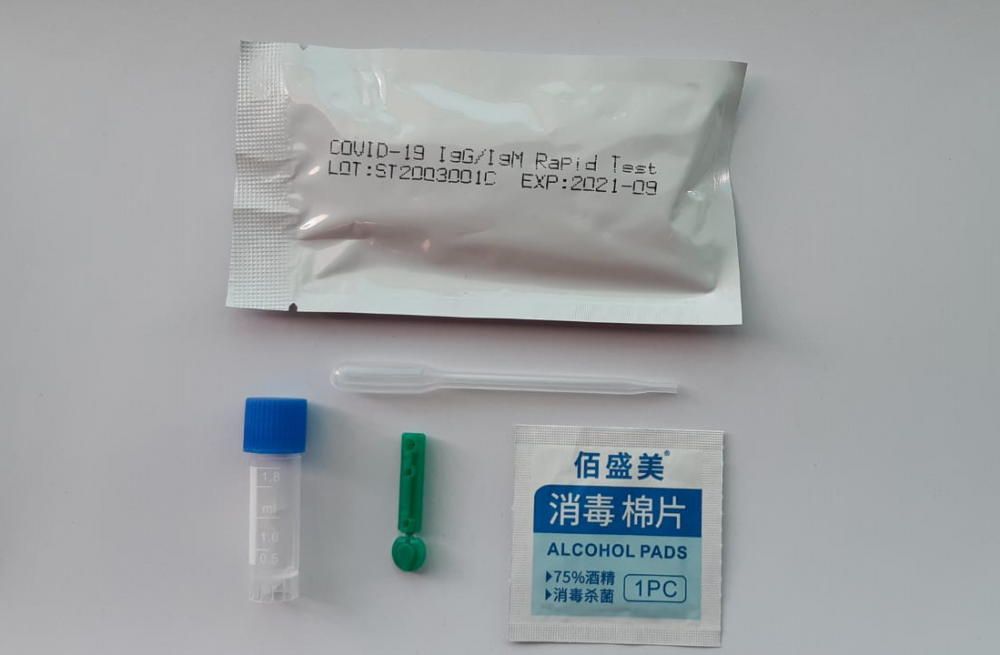 COVID-19 IgG/IgM Rapid Test
LOT:ST2003001C EXP:2021-09
1.8
ml
1.0
0.5
佰盛美®
消毒棉片
ALCOHOL PADS
75%酒精
消毒杀菌
1PC